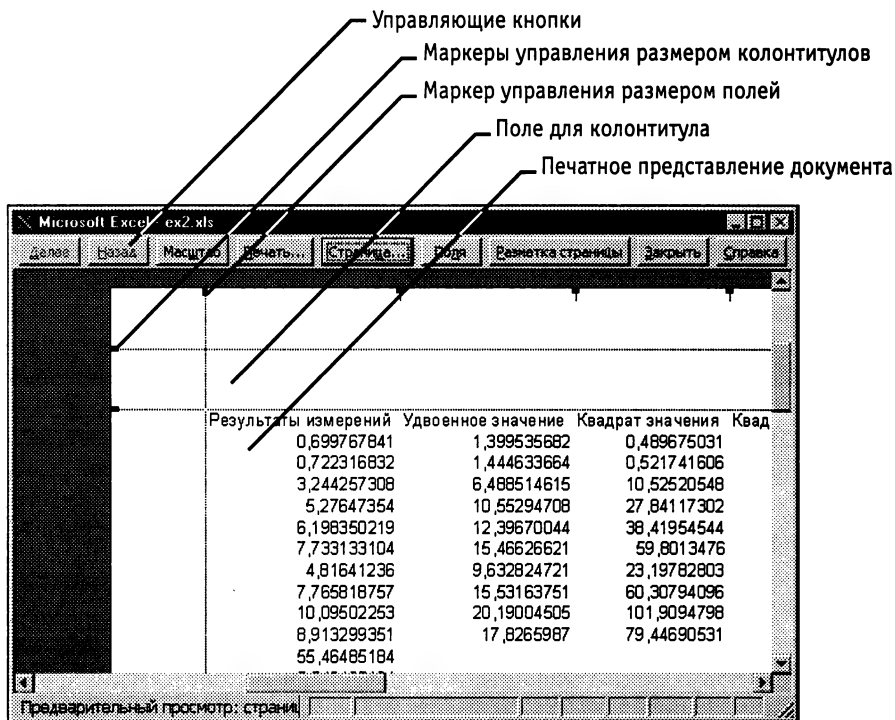 Управляющие кнопки
Маркеры управления размером колонтитулов
Маркер управления размером полей
Поле для колонтитула
Печатное представление документа
Microsoft Excel - ex2.xls
Далее Назад Масштаб Печать... Страница... Поля Разметка страницы Закрыть Справка
Результаты измерений Удвоенное значение Квадрат значения Квад
0,699767841 1,399535682 0,489675031
0,722316832 1,444633664 0,521741606
3,244257308 6,488514615 10,52520548
5,27647354 10,55294708 27,84117302
6,198350219 12,39670044 38,41954544
7,733133104 15,46626621 59,8013476
4,81641236 9,632824721 23,19782803
7,765818757 15,53163751 60,30794096
10,09502253 20,19004505 101,9094798
8,913299351 17,8265987 79,44690531
55,46485184
Предварительный просмотр: страниц